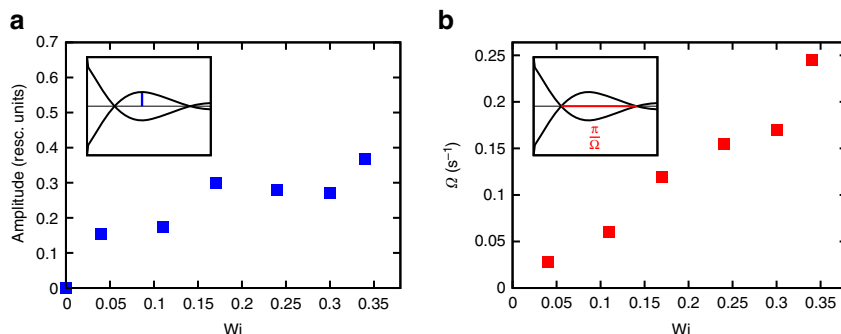 a
0.7
0.6
0.5
0.4
0.3
0.2
0.1
0
Amplitude (resc. units)
0 0.05 0.1 0.15 0.2 0.25 0.3 0.35
Wi
b
0.25
0.2
0.15
0.1
0.05
0
Ω (s⁻¹)
π
Ω
0 0.05 0.1 0.15 0.2 0.25 0.3 0.35
Wi